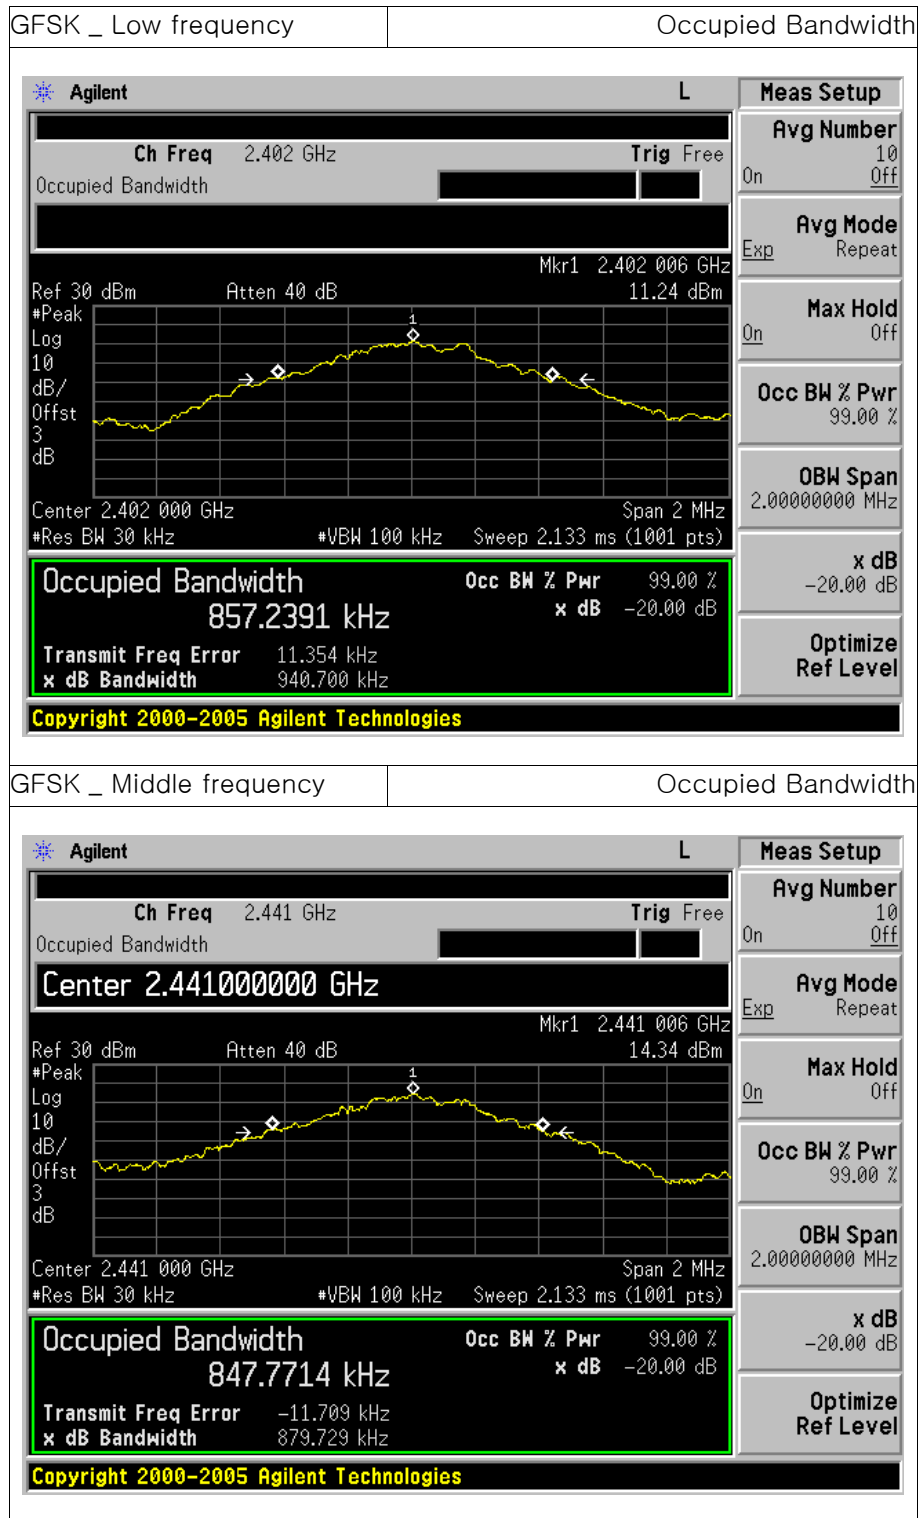 GFSK _ Low frequency Occupied Bandwidth
Agilent L Meas Setup
Ch Freq 2.402 GHz Trig Free
Occupied Bandwidth
Avg Number
10
On Off
Avg Mode
Exp Repeat
Mkr1 2.402 006 GHz
Ref 30 dBm Atten 40 dB 11.24 dBm
#Peak
Log
10
dB/
Offst
3
dB
1
Max Hold
On Off
Occ BW % Pwr
99.00 %
OBW Span
2.00000000 MHz
Center 2.402 000 GHz Span 2 MHz
#Res BW 30 kHz #VBW 100 kHz Sweep 2.133 ms (1001 pts)
x dB
-20.00 dB
Optimize
Ref Level
Occupied Bandwidth Occ BW % Pwr 99.00 %
857.2391 kHz x dB -20.00 dB
Transmit Freq Error 11.354 kHz
x dB Bandwidth 940.700 kHz
Copyright 2000-2005 Agilent Technologies
GFSK _ Middle frequency Occupied Bandwidth
Agilent L Meas Setup
Ch Freq 2.441 GHz Trig Free
Occupied Bandwidth
Center 2.441000000 GHz
Avg Number
10
On Off
Avg Mode
Exp Repeat
Mkr1 2.441 006 GHz
Ref 30 dBm Atten 40 dB 14.34 dBm
#Peak
Log
10
dB/
Offst
3
dB
1
Max Hold
On Off
Occ BW % Pwr
99.00 %
OBW Span
2.00000000 MHz
Center 2.441 000 GHz Span 2 MHz
#Res BW 30 kHz #VBW 100 kHz Sweep 2.133 ms (1001 pts)
x dB
-20.00 dB
Optimize
Ref Level
Occupied Bandwidth Occ BW % Pwr 99.00 %
847.7714 kHz x dB -20.00 dB
Transmit Freq Error -11.709 kHz
x dB Bandwidth 879.729 kHz
Copyright 2000-2005 Agilent Technologies